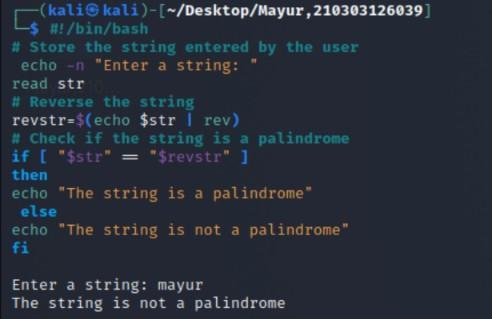 ┌──(kali㉿kali)-[~/Desktop/Mayur,210303126039]
└─$ #!/bin/bash
# Store the string entered by the user
 echo -n "Enter a string: "
read str
# Reverse the string
revstr=$(echo $str | rev)
# Check if the string is a palindrome
if [ "$str" == "$revstr" ]
then
echo "The string is a palindrome"
 else
echo "The string is not a palindrome"
fi

Enter a string: mayur
The string is not a palindrome